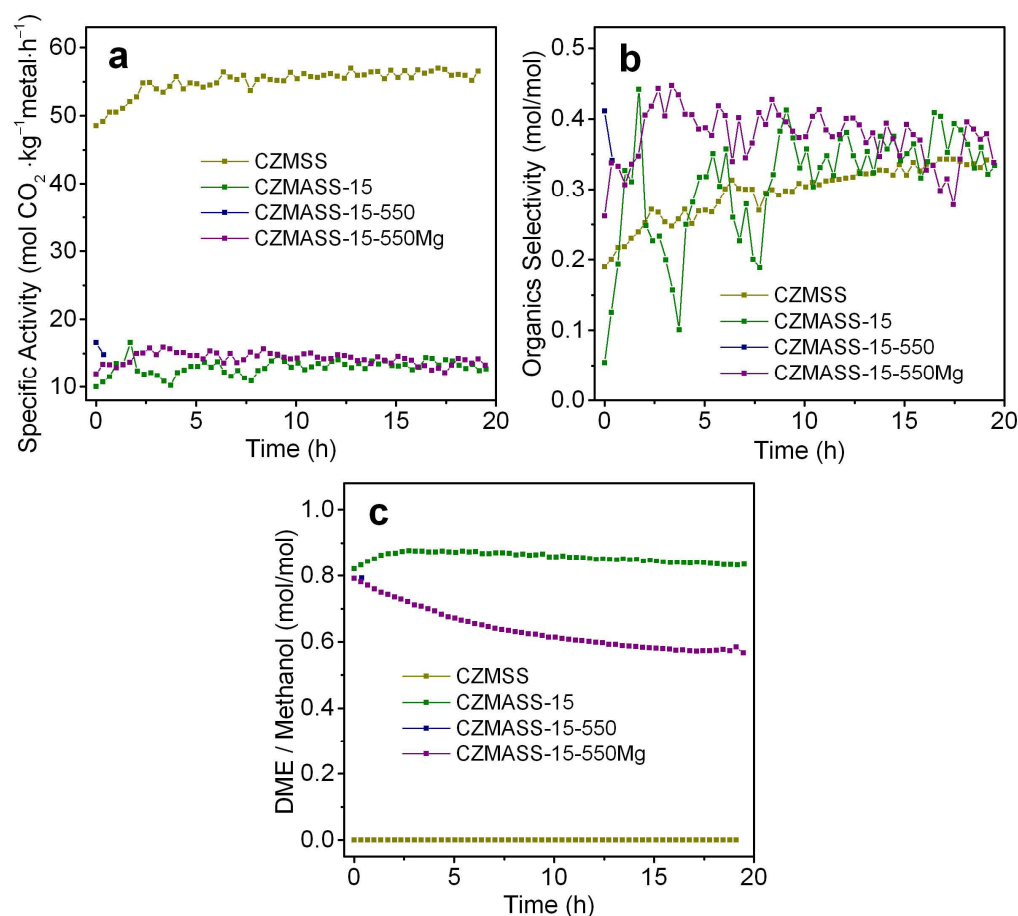 a
Specific Activity (mol CO₂·kg⁻¹metal·h⁻¹)
60
50
40
30
20
10
CZMSS
CZMASS-15
CZMASS-15-550
CZMASS-15-550Mg
0 5 10 15 20
Time (h)
b
Organics Selectivity (mol/mol)
0.5
0.4
0.3
0.2
0.1
0.0
CZMSS
CZMASS-15
CZMASS-15-550
CZMASS-15-550Mg
0 5 10 15 20
Time (h)
c
DME / Methanol (mol/mol)
1.0
0.8
0.6
0.4
0.2
0.0
CZMSS
CZMASS-15
CZMASS-15-550
CZMASS-15-550Mg
0 5 10 15 20
Time (h)